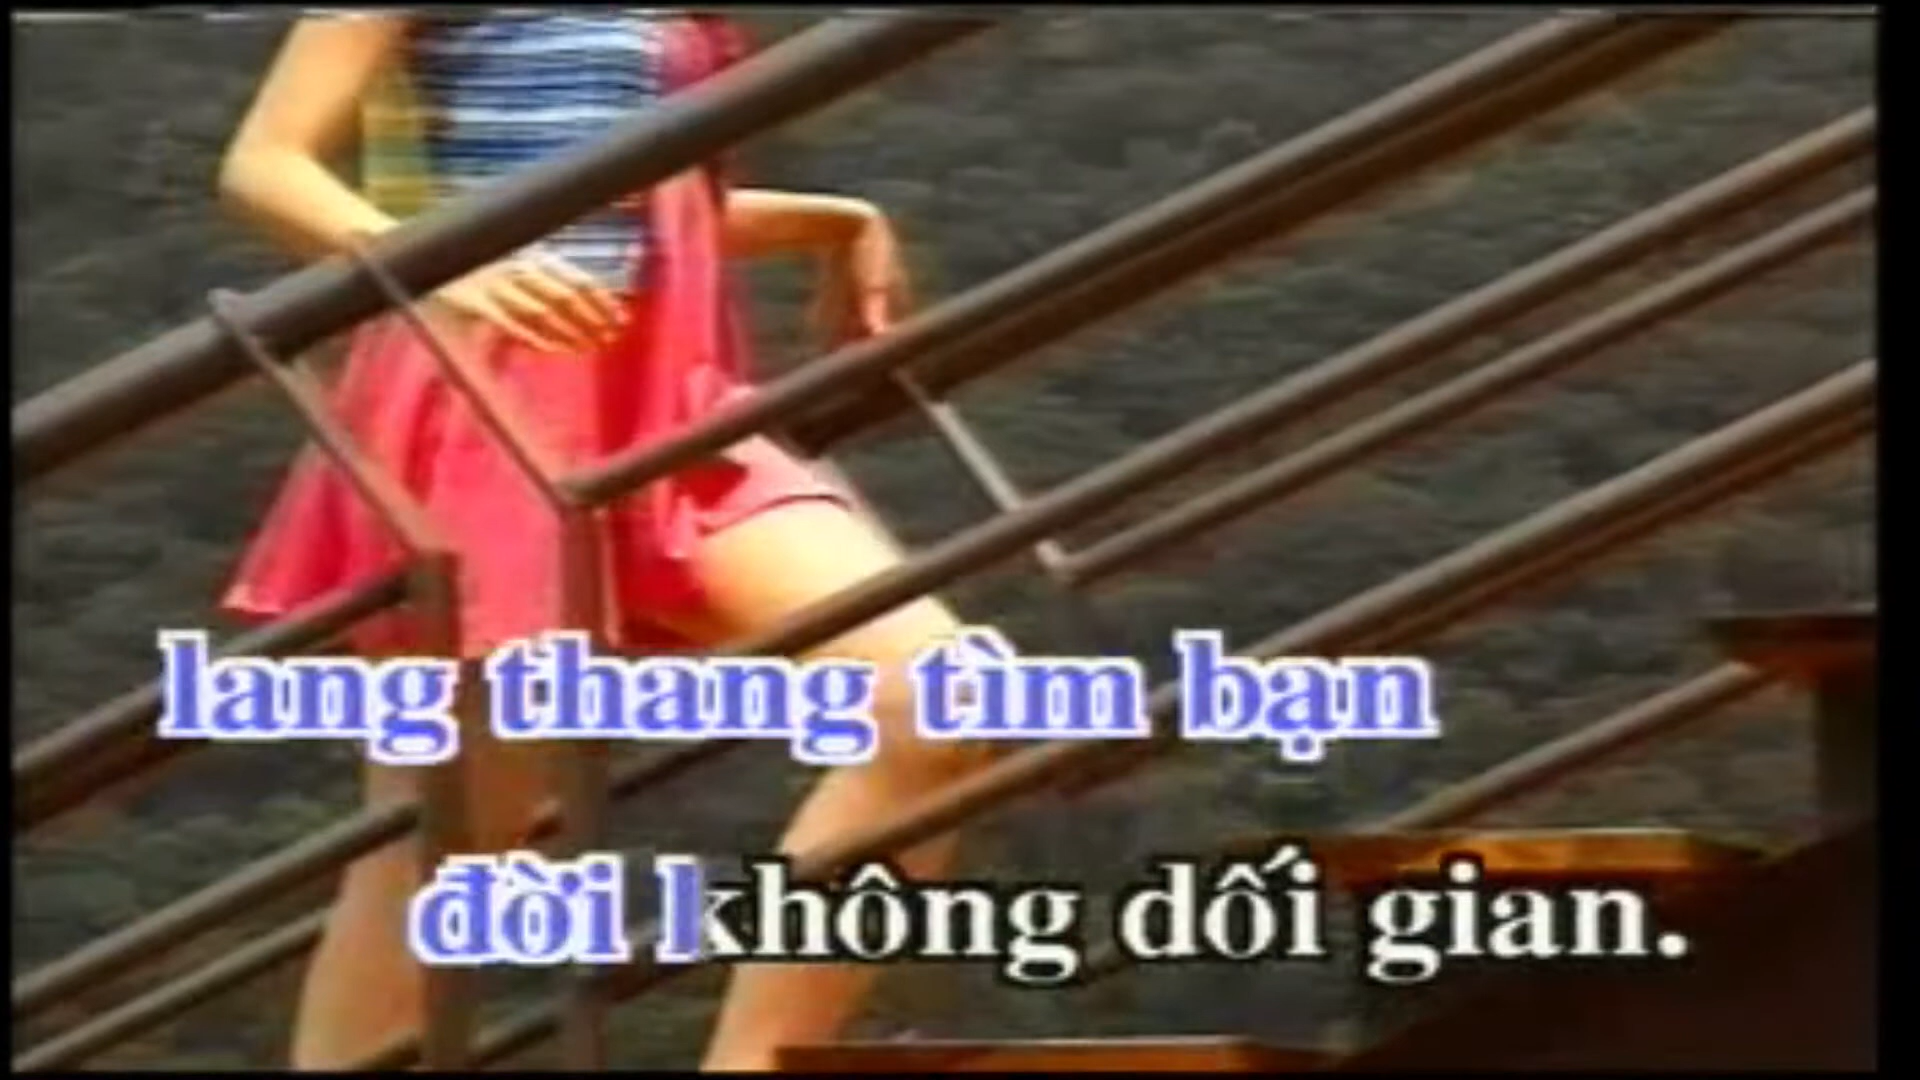 lang thang tìm bạn
đời không dối gian.